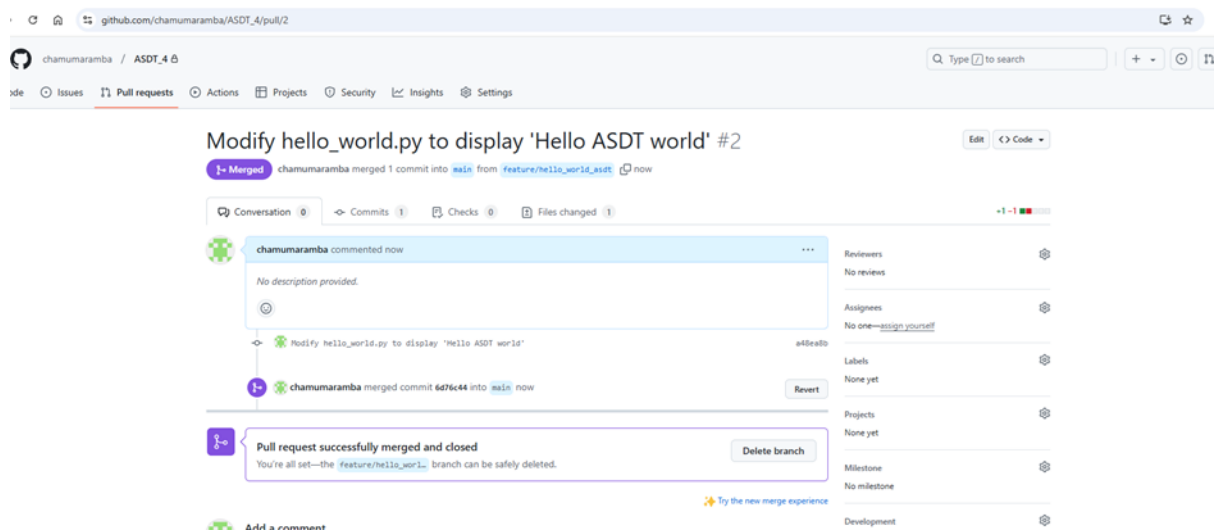 github.com/chamumaramba/ASDT_4/pull/2
chamumaramba / ASDT_4
Type / to search
Issues Pull requests Actions Projects Security Insights Settings
Modify hello_world.py to display 'Hello ASDT world' #2
Edit <> Code
Merged chamumaramba merged 1 commit into main from feature/hello_world_asdt now
Conversation 0 Commits 1 Checks 0 Files changed 1
+1 −1
chamumaramba commented now ...
No description provided.
Modify hello_world.py to display 'Hello ASDT world' a48ea8b
chamumaramba merged commit 6d76c44 into main now
Revert
Pull request successfully merged and closed
You're all set—the feature/hello_worl… branch can be safely deleted.
Delete branch
Try the new merge experience
Add a comment
Reviewers
No reviews
Assignees
No one—assign yourself
Labels
None yet
Projects
None yet
Milestone
No milestone
Development